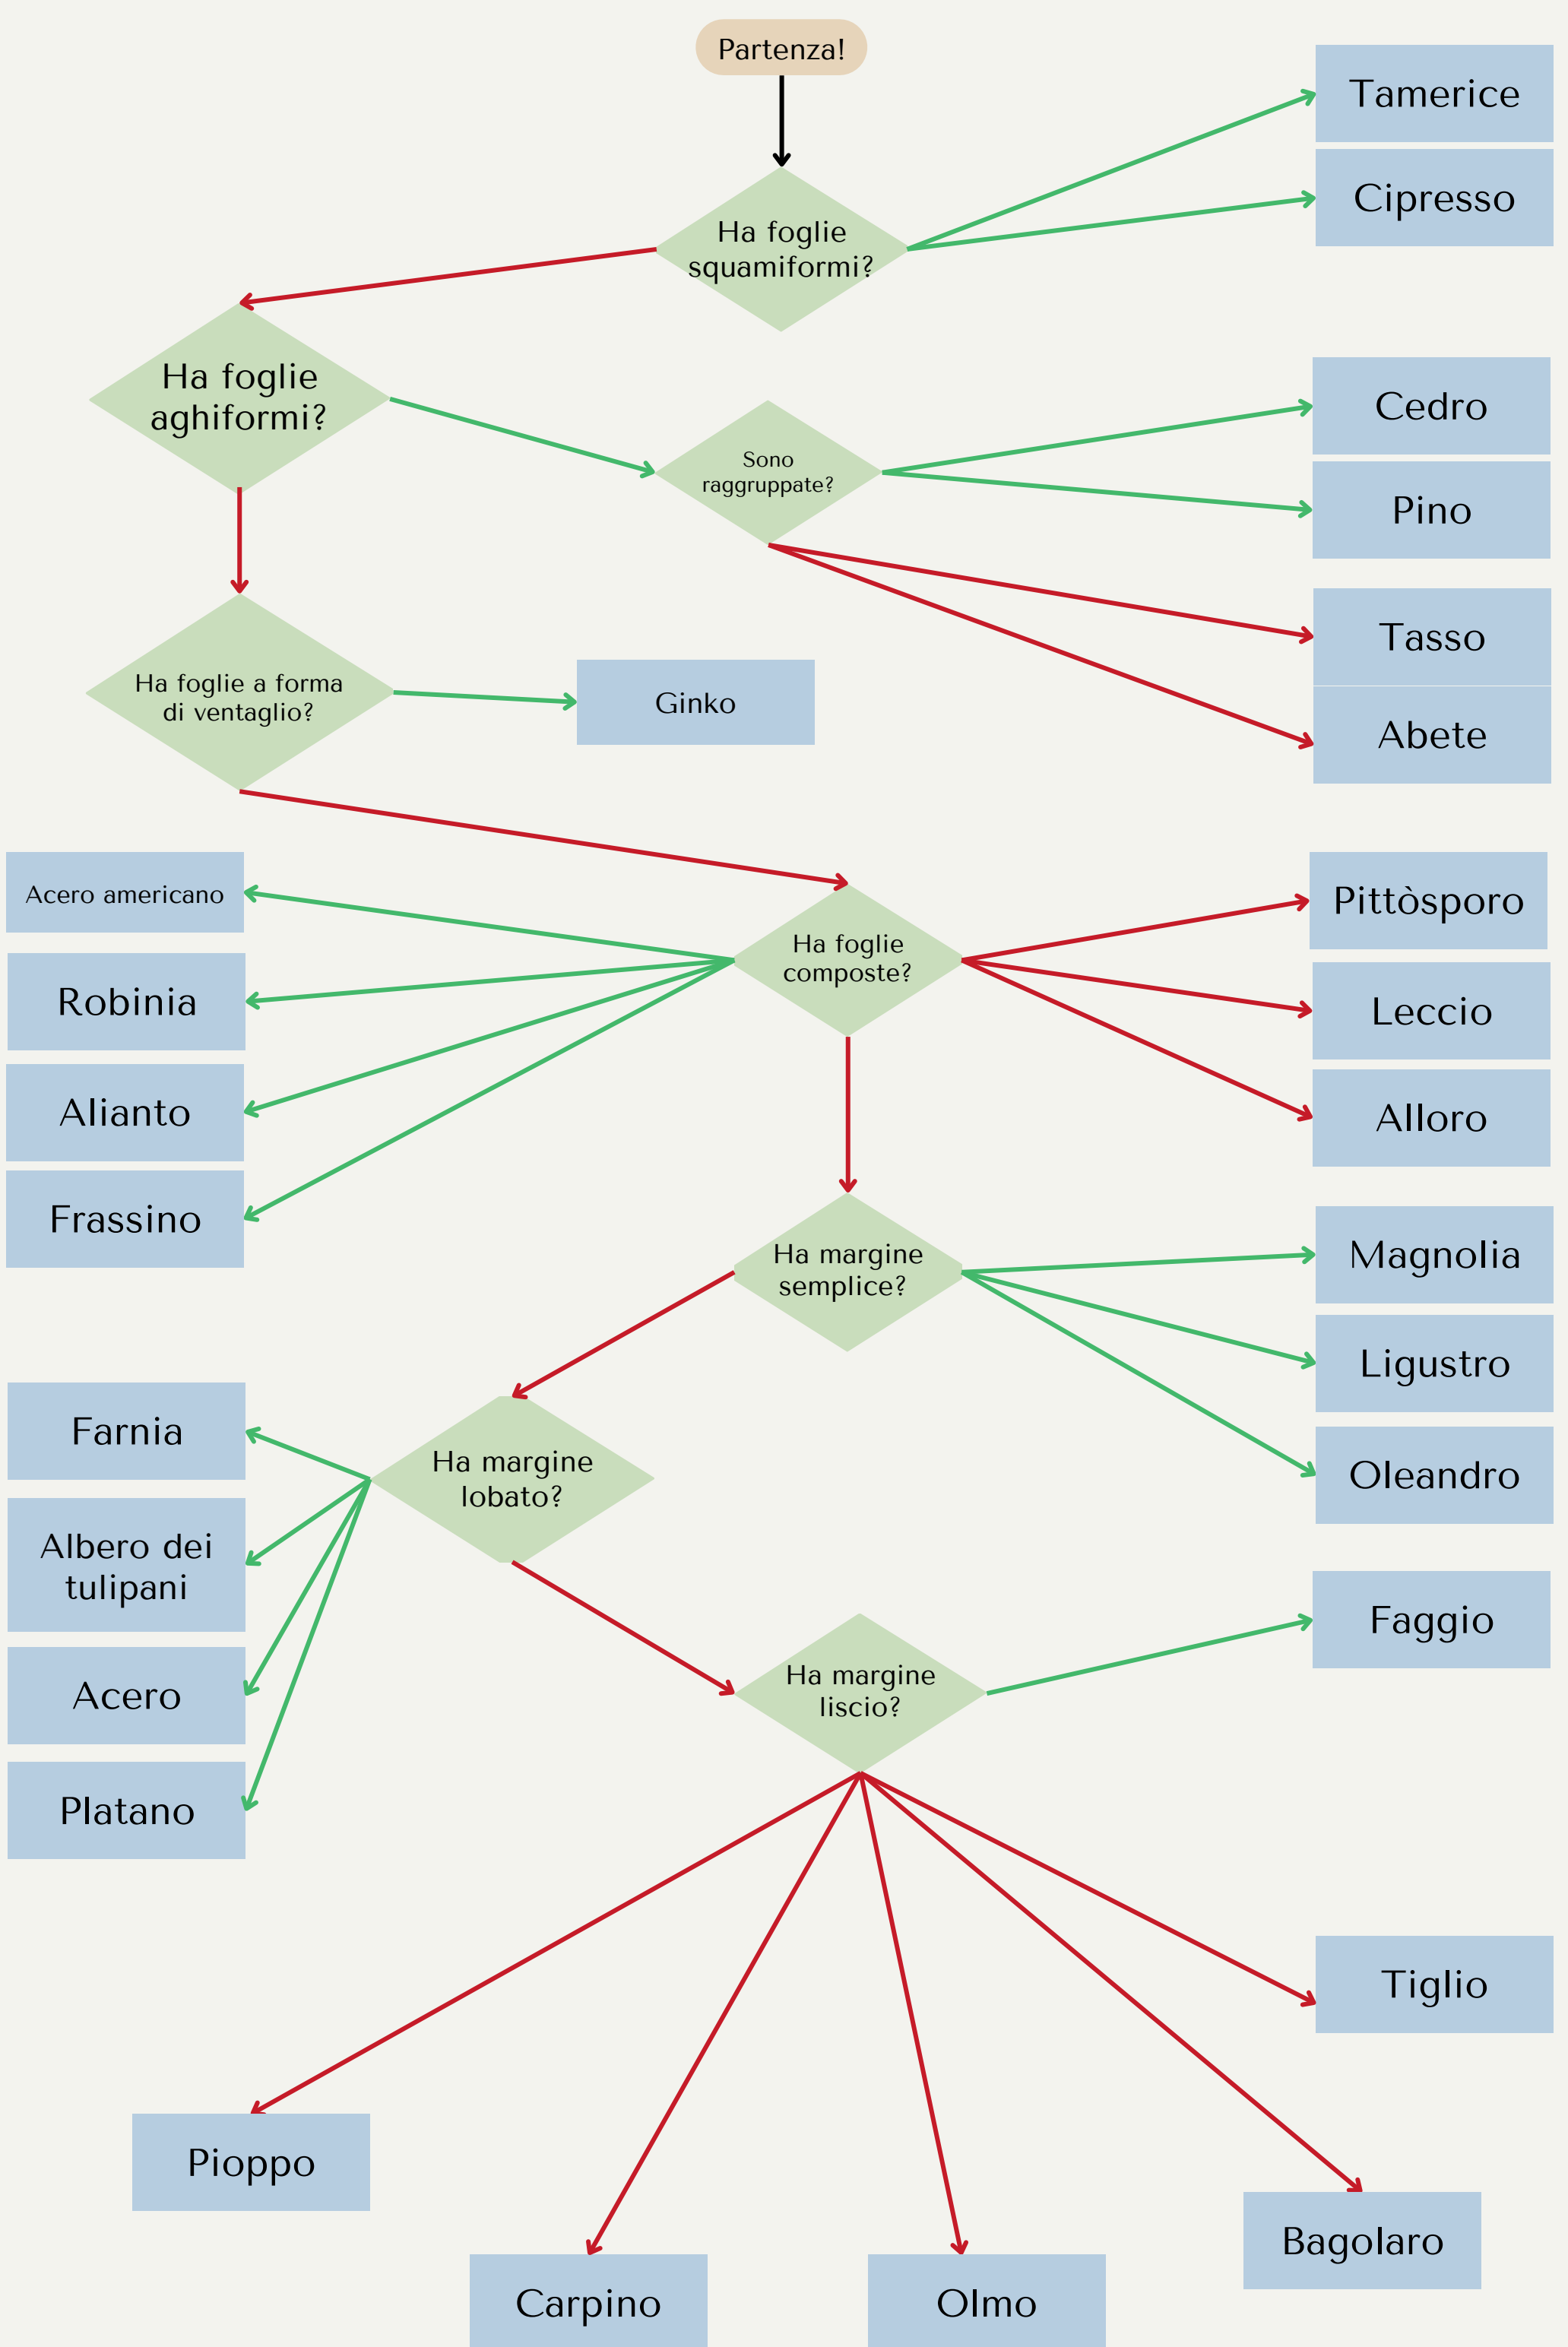 Partenza!
Tamerice
Cipresso
Ha foglie
squamiformi?
Ha foglie
aghiformi?
Sono
raggruppate?
Cedro
Pino
Tasso
Abete
Ha foglie a forma
di ventaglio?
Ginko
Acero americano
Robinia
Alianto
Frassino
Ha foglie
composte?
Pittòsporo
Leccio
Alloro
Ha margine
semplice?
Magnolia
Ligustro
Oleandro
Farnia
Albero dei
tulipani
Acero
Platano
Ha margine
lobato?
Ha margine
liscio?
Faggio
Tiglio
Pioppo
Bagolaro
Carpino
Olmo